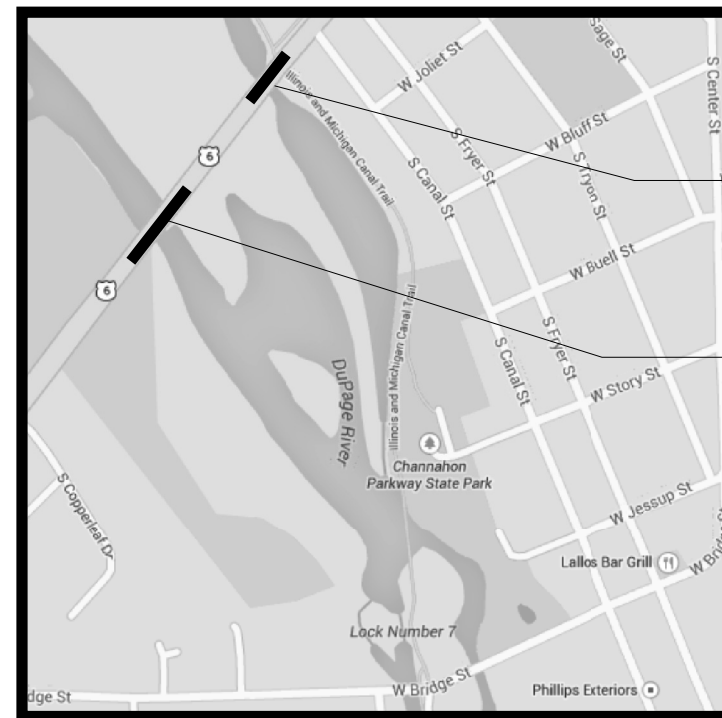 Sage St
W Joliet St
S Center St
Illinois and Michigan Canal Trail
6
S Fryer St
W Bluff St
S Canal St
S Tryon St
W Buell St
6
Illinois and Michigan Canal Trail
S Fryer St
S Canal St
DuPage River
W Story St
Channahon
Parkway State Park
S Copperleaf Dr
W Jessup St
Lallos Bar Grill
W Bridge St
Lock Number 7
W Bridge St
Phillips Exteriors
dge St